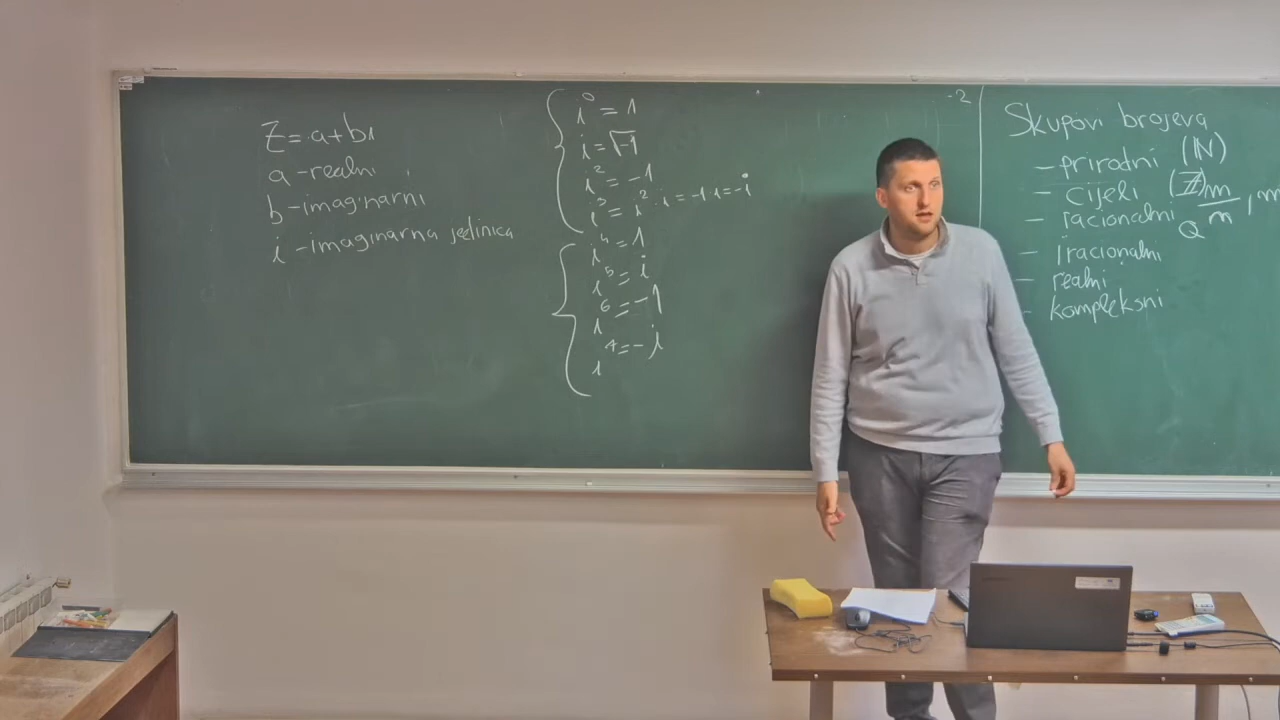 Z = a + bi
a - realni
b - imaginarni
i - imaginarna jedinica
i⁰ = 1
i = √-1
i² = -1
i³ = i² · i = -1 · i = -i
i⁴ = 1
i⁵ = i
i⁶ = -1
i⁷ = -i
-2
Skupovi brojeva
- prirodni (N)
- cijeli (Z)
- racionalni Q m/n
- iracionalni
- realni
- kompleksni